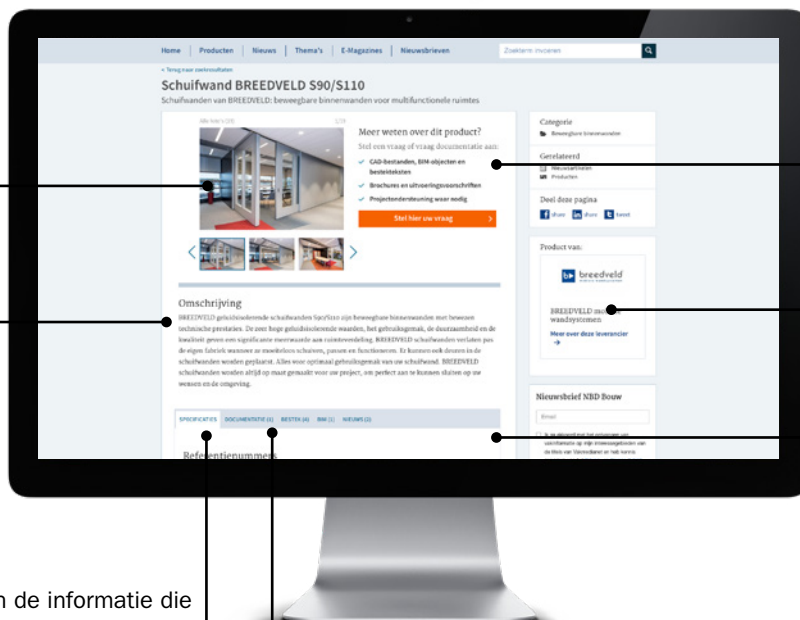 Home | Producten | Nieuws | Thema's | E-Magazines | Nieuwsbrieven
Zoekterm invoeren
< Terug naar zoekresultaten
Schuifwand BREEDVELD S90/S110
Schuifwanden van BREEDVELD: beweegbare binnenwanden voor multifunctionele ruimtes
Meer weten over dit product?
Stel een vraag of vraag documentatie aan:
CAD-bestanden, BIM-objecten en
bestekteksten
Brochures en uitvoeringsvoorschriften
Projectondersteuning waar nodig
Stel hier uw vraag
Omschrijving
BREEDVELD geluidsisolerende schuifwanden S90/S110 zijn beweegbare binnenwanden met bewezen
technische prestaties. De zeer hoge geluidsisolerende waarden, het gebruiksgemak, de duurzaamheid en de
kwaliteit geven een significante meerwaarde aan ruimteverdeling. BREEDVELD schuifwanden verlaten pas
de eigen fabriek wanneer ze moeiteloos schuiven, passen en functioneren. Er kunnen ook deuren in de
schuifwanden worden geplaatst. Alles voor optimaal gebruiksgemak van uw schuifwand. BREEDVELD
schuifwanden worden altijd op maat gemaakt voor uw project, om perfect aan te kunnen sluiten op uw
wensen en de omgeving.
SPECIFICATIES
BESTEK (4)
BIM (1)
NIEUWS (2)
Referentienummers
Categorie
Beweegbare binnenwanden
Gerelateerd
Nieuwsartikelen
Producten
Deel deze pagina
share
share
tweet
Product van:
breedveld
BREEDVELD
wandsystemen
Meer over deze leverancier
Nieuwsbrief NBD Bouw
Email
n de informatie die